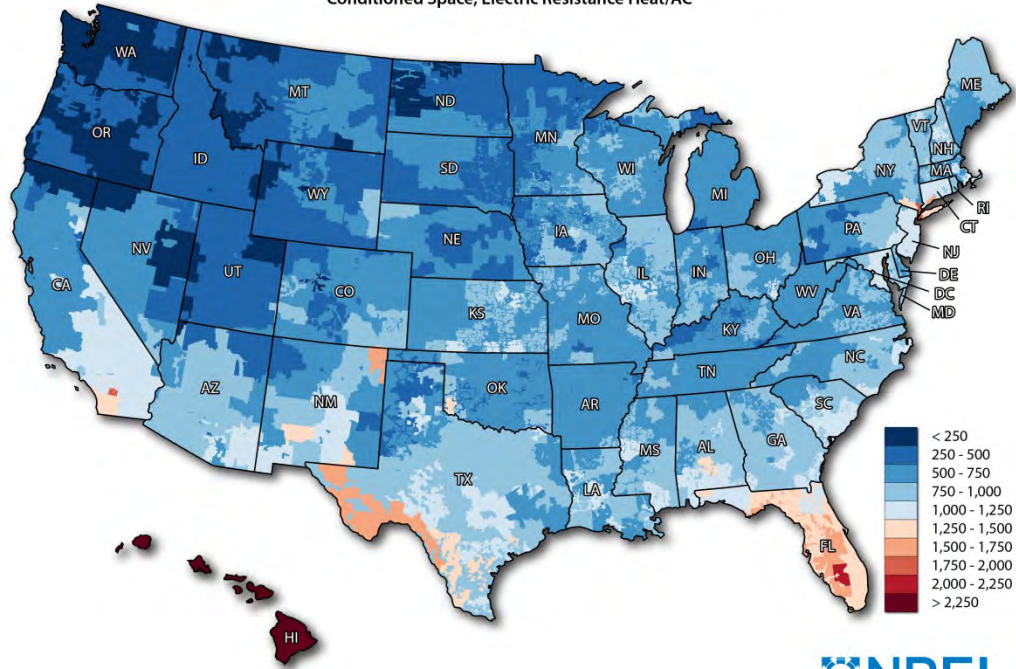 Conditioned Space, Electric Resistance Heat/AC
WA
MT
ND
MN
ME
OR
ID
WY
SD
WI
MI
NY
VT
NH
MA
RI
CT
NV
UT
CO
NE
IA
IL
IN
OH
PA
NJ
DE
DC
MD
CA
KS
MO
KY
WV
VA
AZ
NM
OK
AR
TN
NC
SC
TX
LA
MS
AL
GA
FL
HI
< 250
250 - 500
500 - 750
750 - 1,000
1,000 - 1,250
1,250 - 1,500
1,500 - 1,750
1,750 - 2,000
2,000 - 2,250
> 2,250
NREL